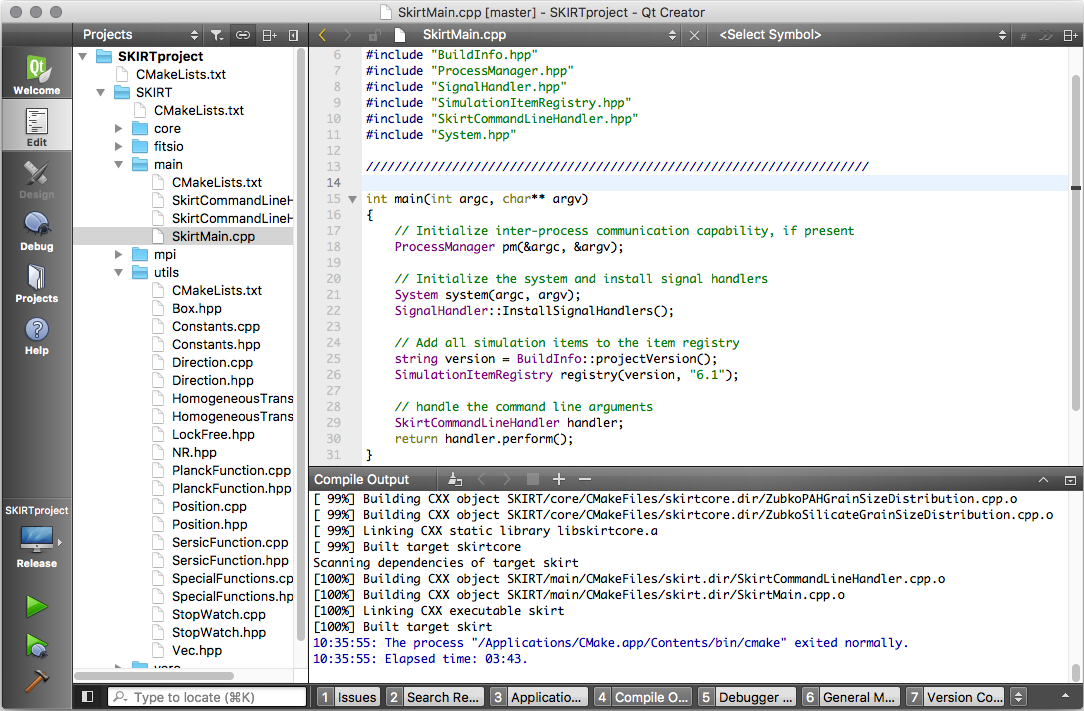 SkirtMain.cpp [master] - SKIRTproject - Qt Creator
Projects
SkirtMain.cpp
<Select Symbol>
#
Qt
Welcome
Edit
Design
Debug
Projects
Help
SKIRTproject
Release
SKIRTproject
CMakeLists.txt
SKIRT
CMakeLists.txt
core
fitsio
main
CMakeLists.txt
SkirtCommandLineH
SkirtCommandLineH
SkirtMain.cpp
mpi
utils
CMakeLists.txt
Box.hpp
Constants.cpp
Constants.hpp
Direction.cpp
Direction.hpp
HomogeneousTrans
HomogeneousTrans
LockFree.hpp
NR.hpp
PlanckFunction.cpp
PlanckFunction.hpp
Position.cpp
Position.hpp
SersicFunction.cpp
SersicFunction.hpp
SpecialFunctions.cp
SpecialFunctions.hp
StopWatch.cpp
StopWatch.hpp
Vec.hpp
6 #include "BuildInfo.hpp"
7 #include "ProcessManager.hpp"
8 #include "SignalHandler.hpp"
9 #include "SimulationItemRegistry.hpp"
10 #include "SkirtCommandLineHandler.hpp"
11 #include "System.hpp"
12
13 //////////////////////////////////////////////////////////////////////
14
15 int main(int argc, char** argv)
16 {
17 // Initialize inter-process communication capability, if present
18 ProcessManager pm(&argc, &argv);
19
20 // Initialize the system and install signal handlers
21 System system(argc, argv);
22 SignalHandler::InstallSignalHandlers();
23
24 // Add all simulation items to the item registry
25 string version = BuildInfo::projectVersion();
26 SimulationItemRegistry registry(version, "6.1");
27
28 // handle the command line arguments
29 SkirtCommandLineHandler handler;
30 return handler.perform();
31 }
Compile Output
[ 99%] Building CXX object SKIRT/core/CMakeFiles/skirtcore.dir/ZubkoPAHGrainSizeDistribution.cpp.o
[ 99%] Building CXX object SKIRT/core/CMakeFiles/skirtcore.dir/ZubkoSilicateGrainSizeDistribution.cpp.o
[ 99%] Linking CXX static library libskirtcore.a
[ 99%] Built target skirtcore
Scanning dependencies of target skirt
[100%] Building CXX object SKIRT/main/CMakeFiles/skirt.dir/SkirtCommandLineHandler.cpp.o
[100%] Building CXX object SKIRT/main/CMakeFiles/skirt.dir/SkirtMain.cpp.o
[100%] Linking CXX executable skirt
[100%] Built target skirt
10:35:55: The process "/Applications/CMake.app/Contents/bin/cmake" exited normally.
10:35:55: Elapsed time: 03:43.
Type to locate (⌘K)
1 Issues
2 Search Re...
3 Applicatio...
4 Compile O...
5 Debugger ...
6 General M...
7 Version Co...